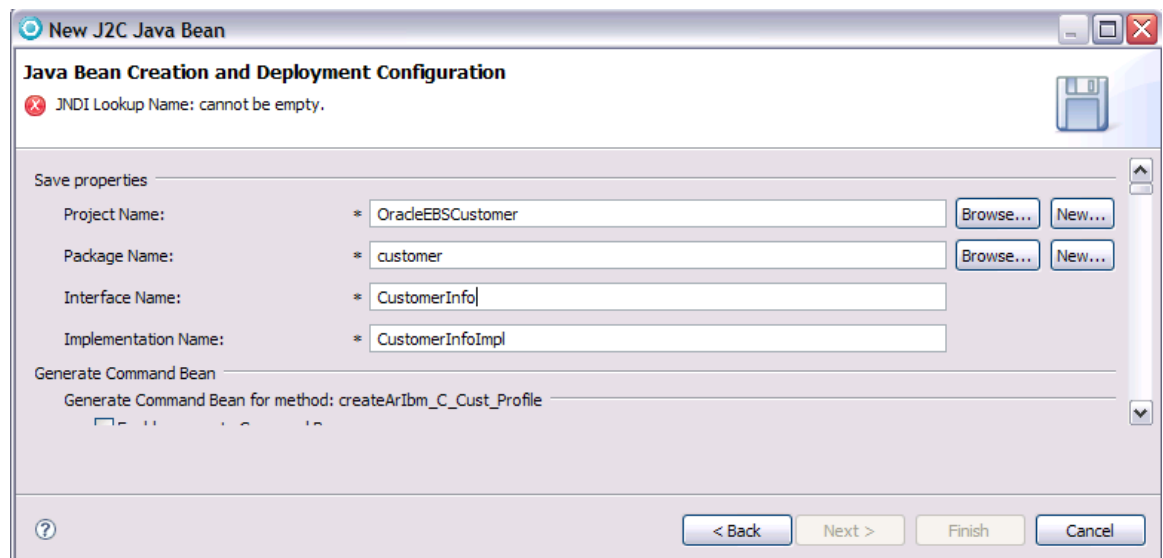 New J2C Java Bean
Java Bean Creation and Deployment Configuration
JNDI Lookup Name: cannot be empty.
Save properties
Project Name: * OracleEBSCustomer Browse... New...
Package Name: * customer Browse... New...
Interface Name: * CustomerInfo
Implementation Name: * CustomerInfoImpl
Generate Command Bean
Generate Command Bean for method: createArIbm_C_Cust_Profile
? < Back Next > Finish Cancel